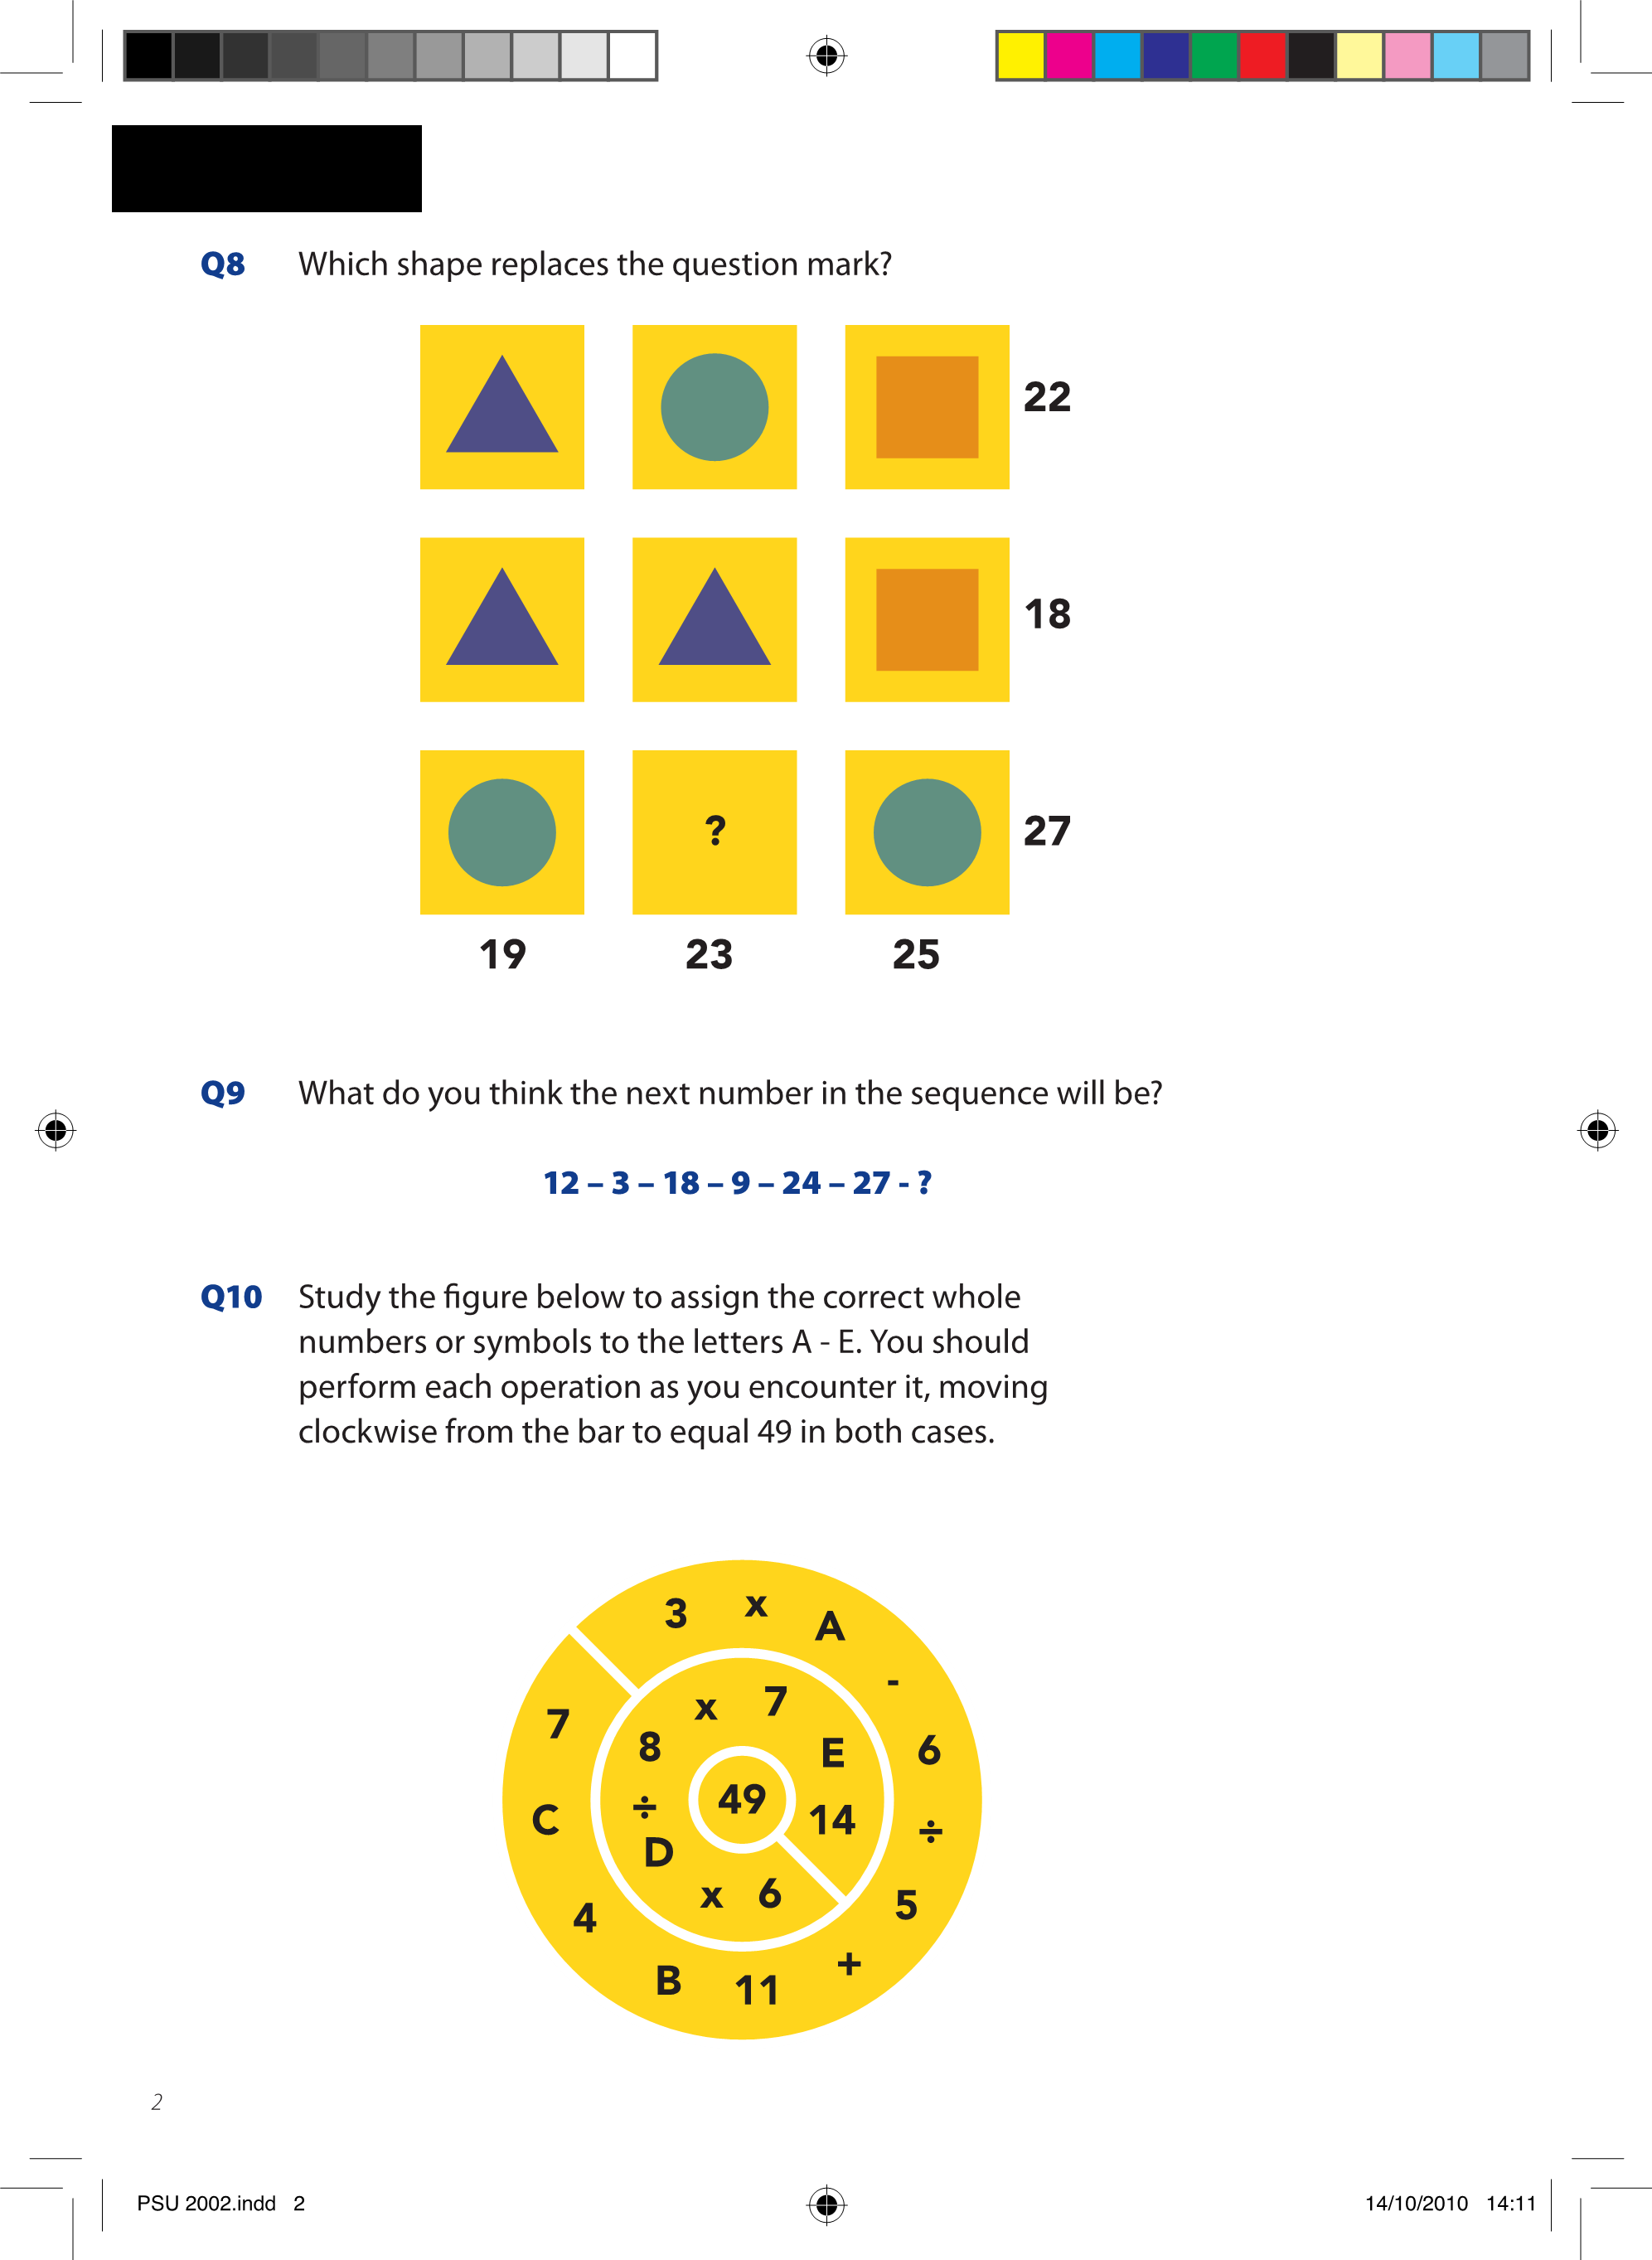 Q8 Which shape replaces the question mark?
22
18
? 27
19 23 25
Q9 What do you think the next number in the sequence will be?
12 – 3 – 18 – 9 – 24 – 27 - ?
Q10 Study the figure below to assign the correct whole
numbers or symbols to the letters A - E. You should
perform each operation as you encounter it, moving
clockwise from the bar to equal 49 in both cases.
3 x A - 6 ÷ 5 + 11 B 4 C 7
6 x D ÷ 8 x 7 E 14
49
2
PSU 2002.indd 2 14/10/2010 14:11